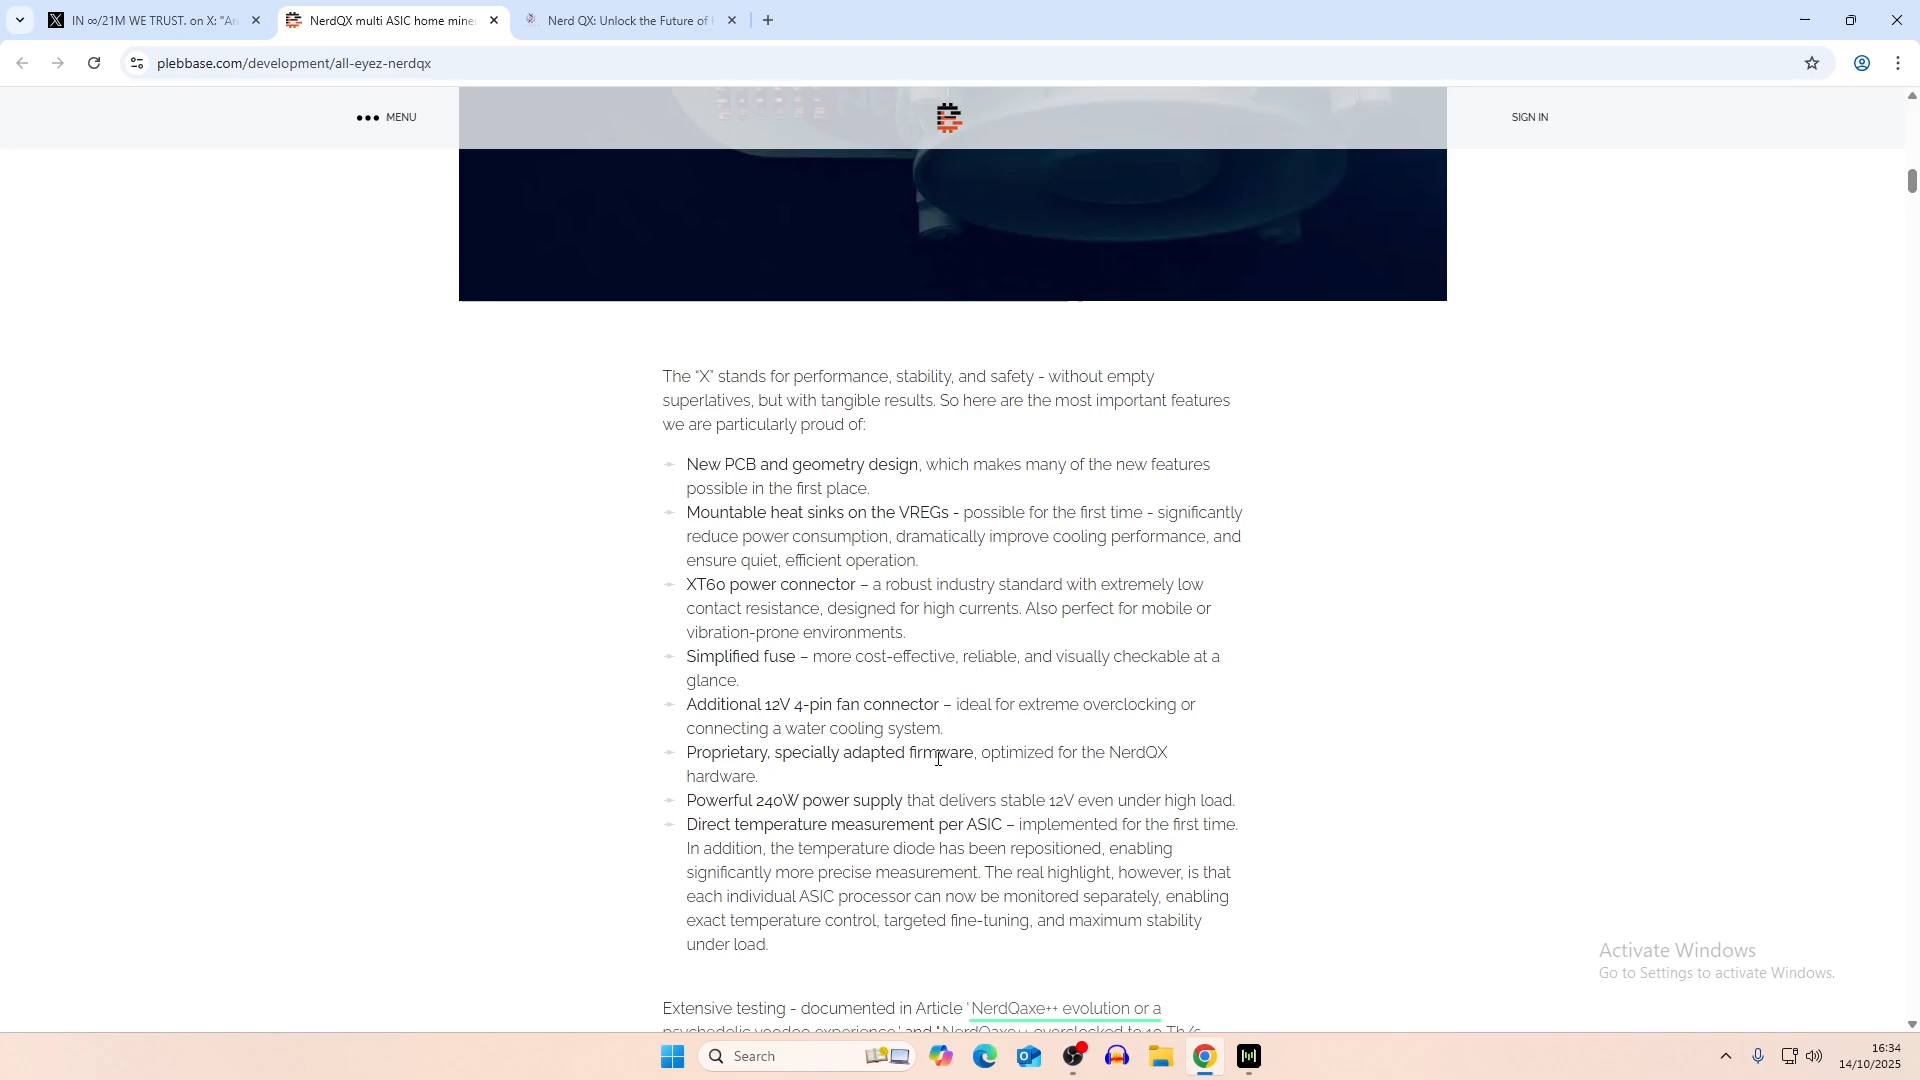 IN ∞/21M WE TRUST. on X: "Ar
NerdQX multi ASIC home mine
Nerd QX: Unlock the Future of
plebbase.com/development/all-eyez-nerdqx
MENU
SIGN IN
The “X” stands for performance, stability, and safety - without empty
superlatives, but with tangible results. So here are the most important features
we are particularly proud of:
New PCB and geometry design, which makes many of the new features
possible in the first place.
Mountable heat sinks on the VREGs - possible for the first time - significantly
reduce power consumption, dramatically improve cooling performance, and
ensure quiet, efficient operation.
XT60 power connector – a robust industry standard with extremely low
contact resistance, designed for high currents. Also perfect for mobile or
vibration-prone environments.
Simplified fuse – more cost-effective, reliable, and visually checkable at a
glance.
Additional 12V 4-pin fan connector – ideal for extreme overclocking or
connecting a water cooling system.
Proprietary, specially adapted firmware, optimized for the NerdQX
hardware.
Powerful 240W power supply that delivers stable 12V even under high load.
Direct temperature measurement per ASIC – implemented for the first time.
In addition, the temperature diode has been repositioned, enabling
significantly more precise measurement. The real highlight, however, is that
each individual ASIC processor can now be monitored separately, enabling
exact temperature control, targeted fine-tuning, and maximum stability
under load.
Extensive testing - documented in Article 'NerdQaxe++ evolution or a
psychedelic voodoo experience' and "NerdQaxe++ overclocked to 10 Th/s
Activate Windows
Go to Settings to activate Windows.
Search
16:34
14/10/2025